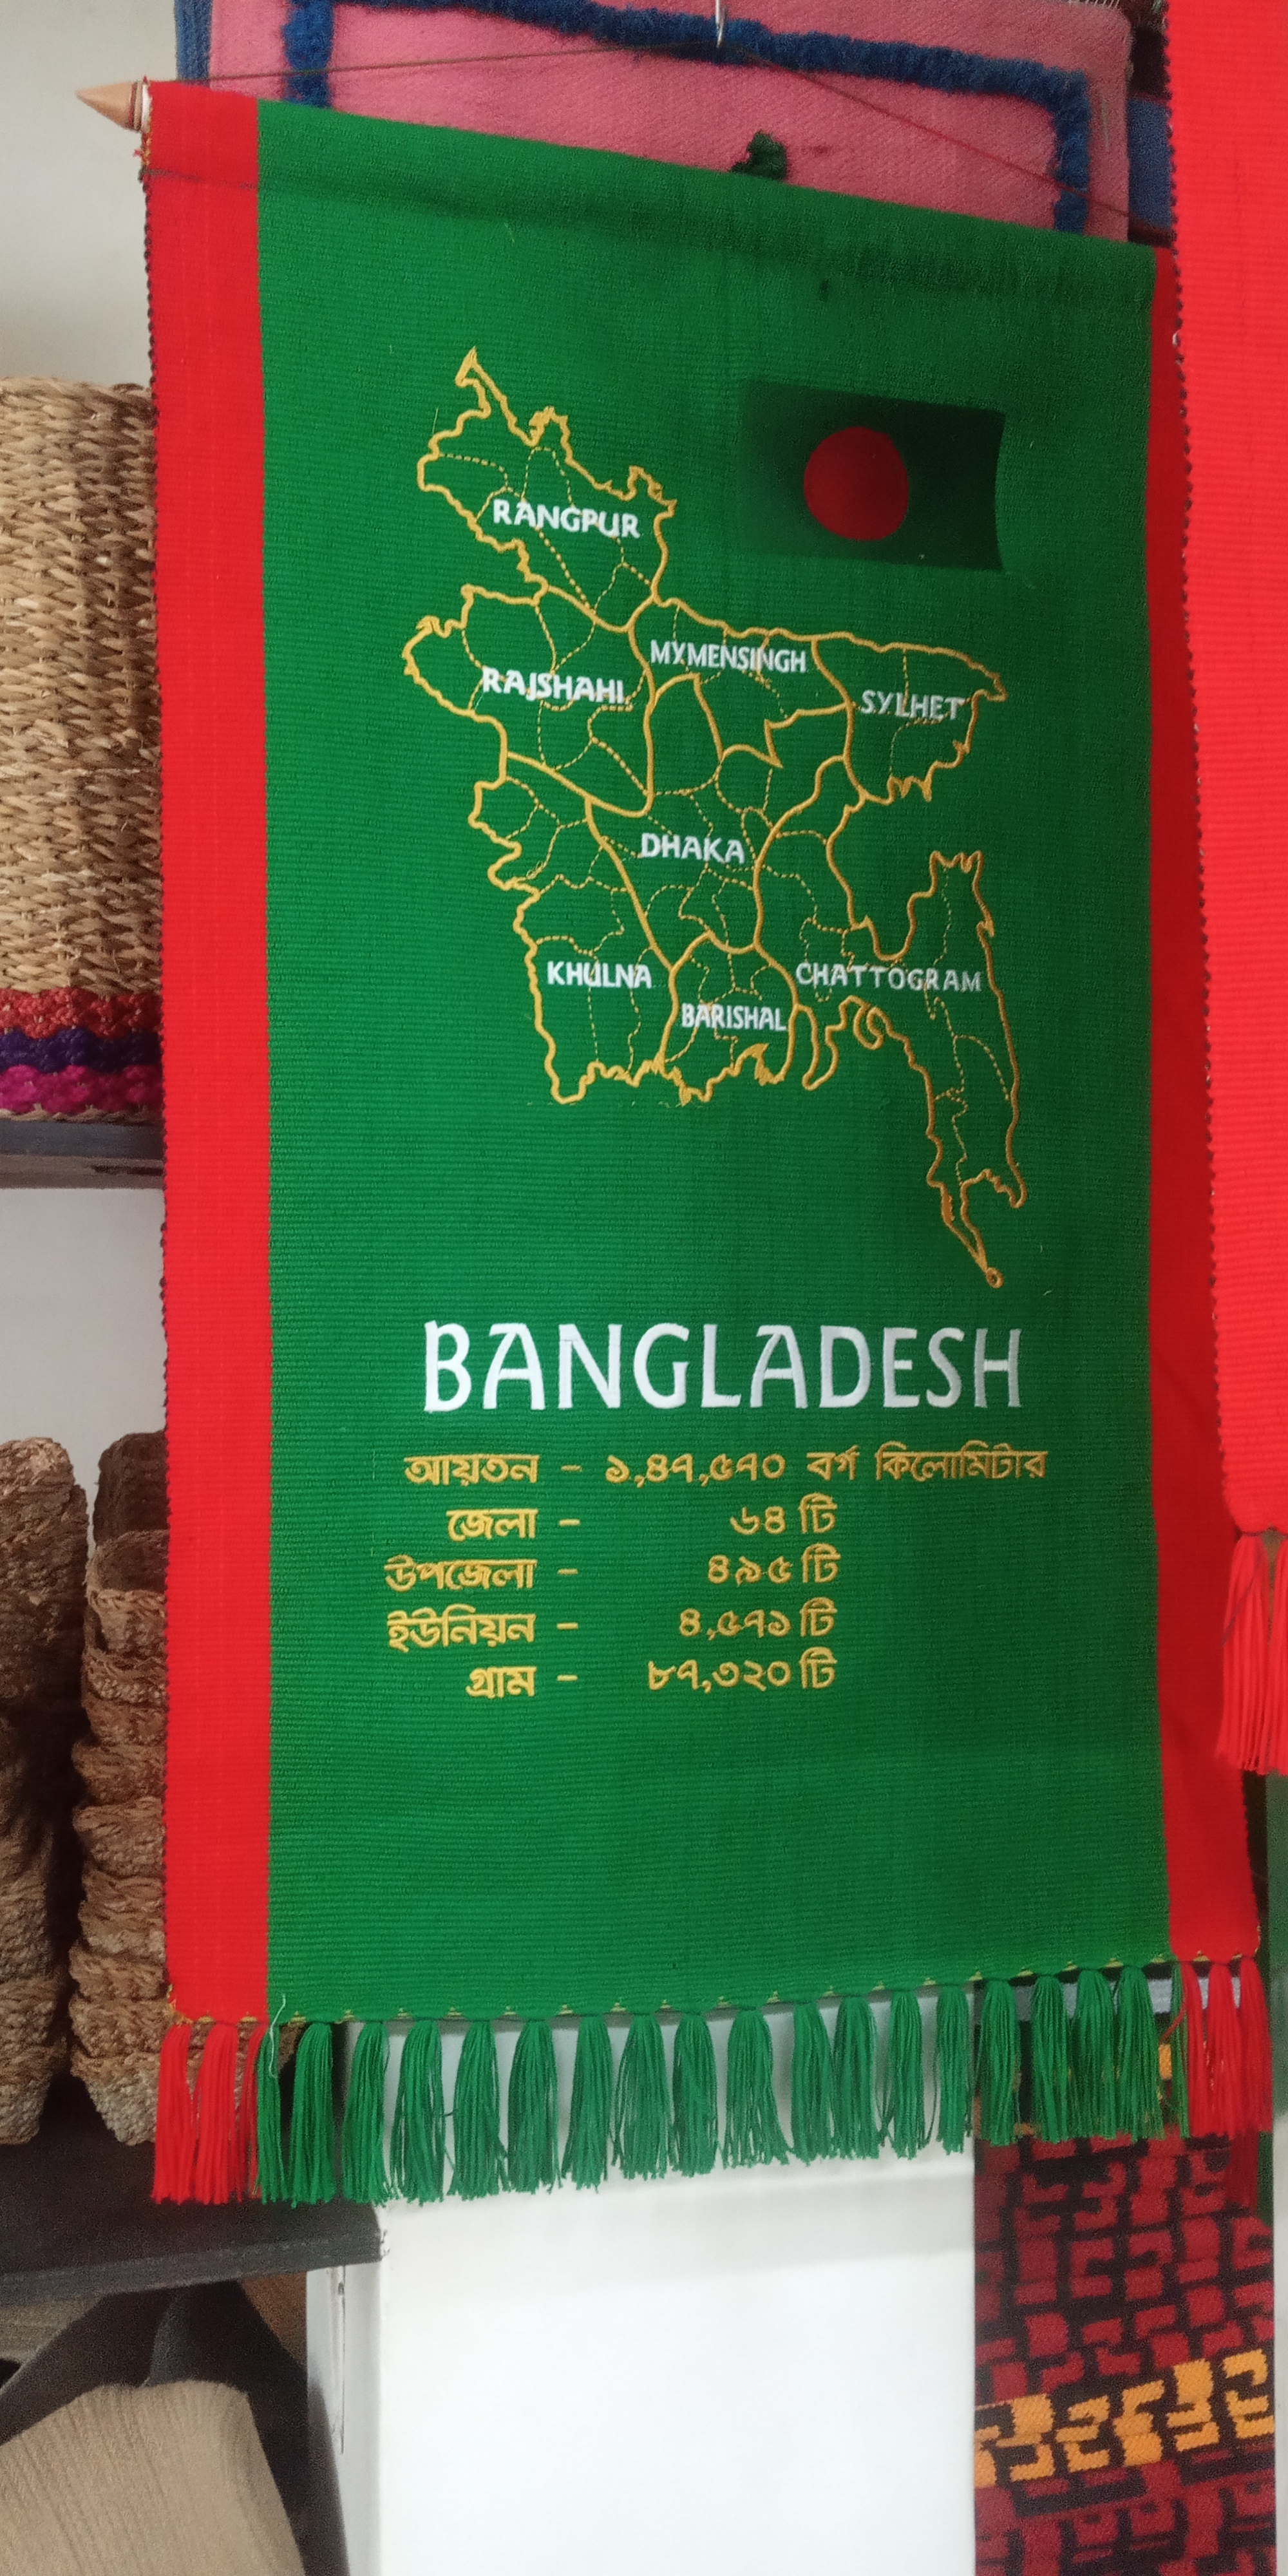 RANGPUR
MYMENSINGH
RAJSHAHI
SYLHET
DHAKA
KHULNA
CHATTOGRAM
BARISHAL
BANGLADESH
আয়তন - ১,৪৭,৫৭০ বর্গ কিলোমিটার
জেলা - ৬৪ টি
উপজেলা - ৪৯৫ টি
ইউনিয়ন - ৪,৫৭১ টি
গ্রাম - ৮৭,৩২০ টি